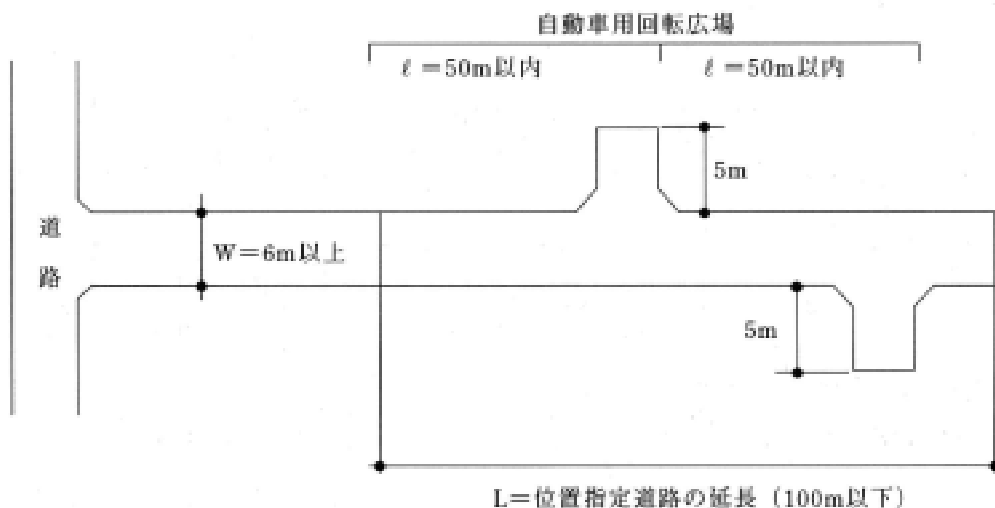 自動車用回転広場
ℓ=50m以内
ℓ=50m以内
5m
道路
W=6m以上
5m
L=位置指定道路の延長(100m以下)